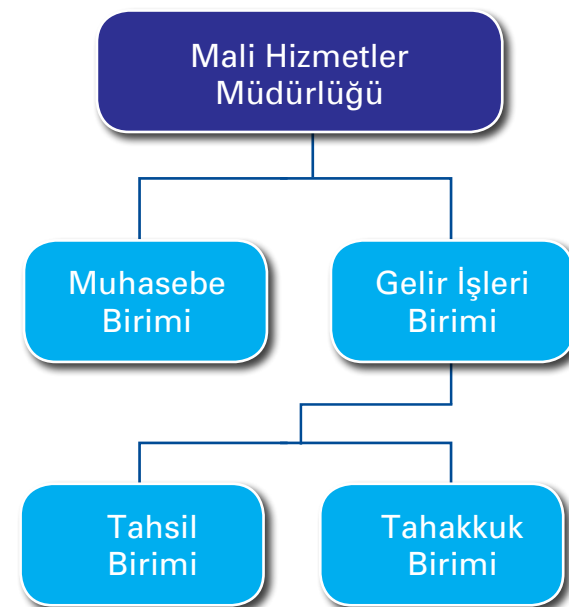 Mali Hizmetler
Müdürlüğü
Muhasebe
Birimi
Gelir İşleri
Birimi
Tahsil
Birimi
Tahakkuk
Birimi